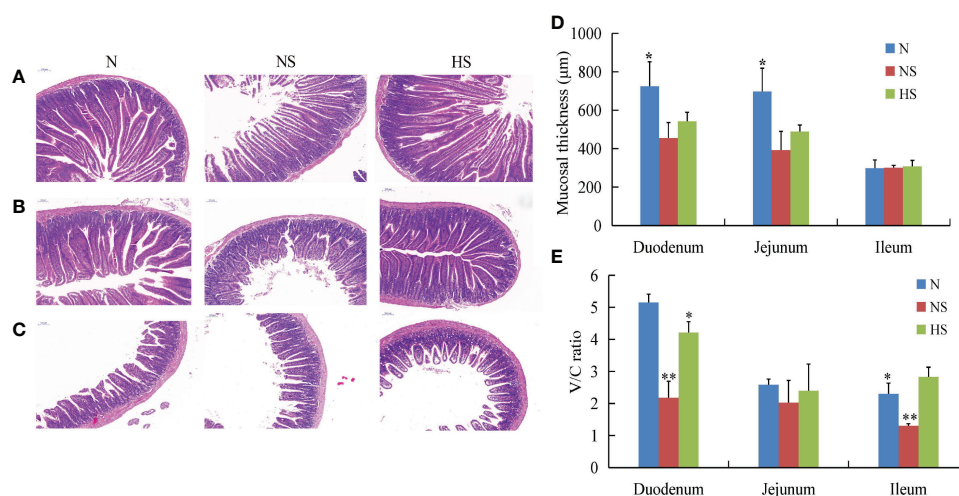 N NS HS
A
B
C
D
Mucosal thickness (μm)
1000
800
600
400
200
0
*
*
N
NS
HS
Duodenum Jejunum Ileum
E
V/C ratio
6
5
4
3
2
1
0
**
*
*
**
N
NS
HS
Duodenum Jejunum Ileum